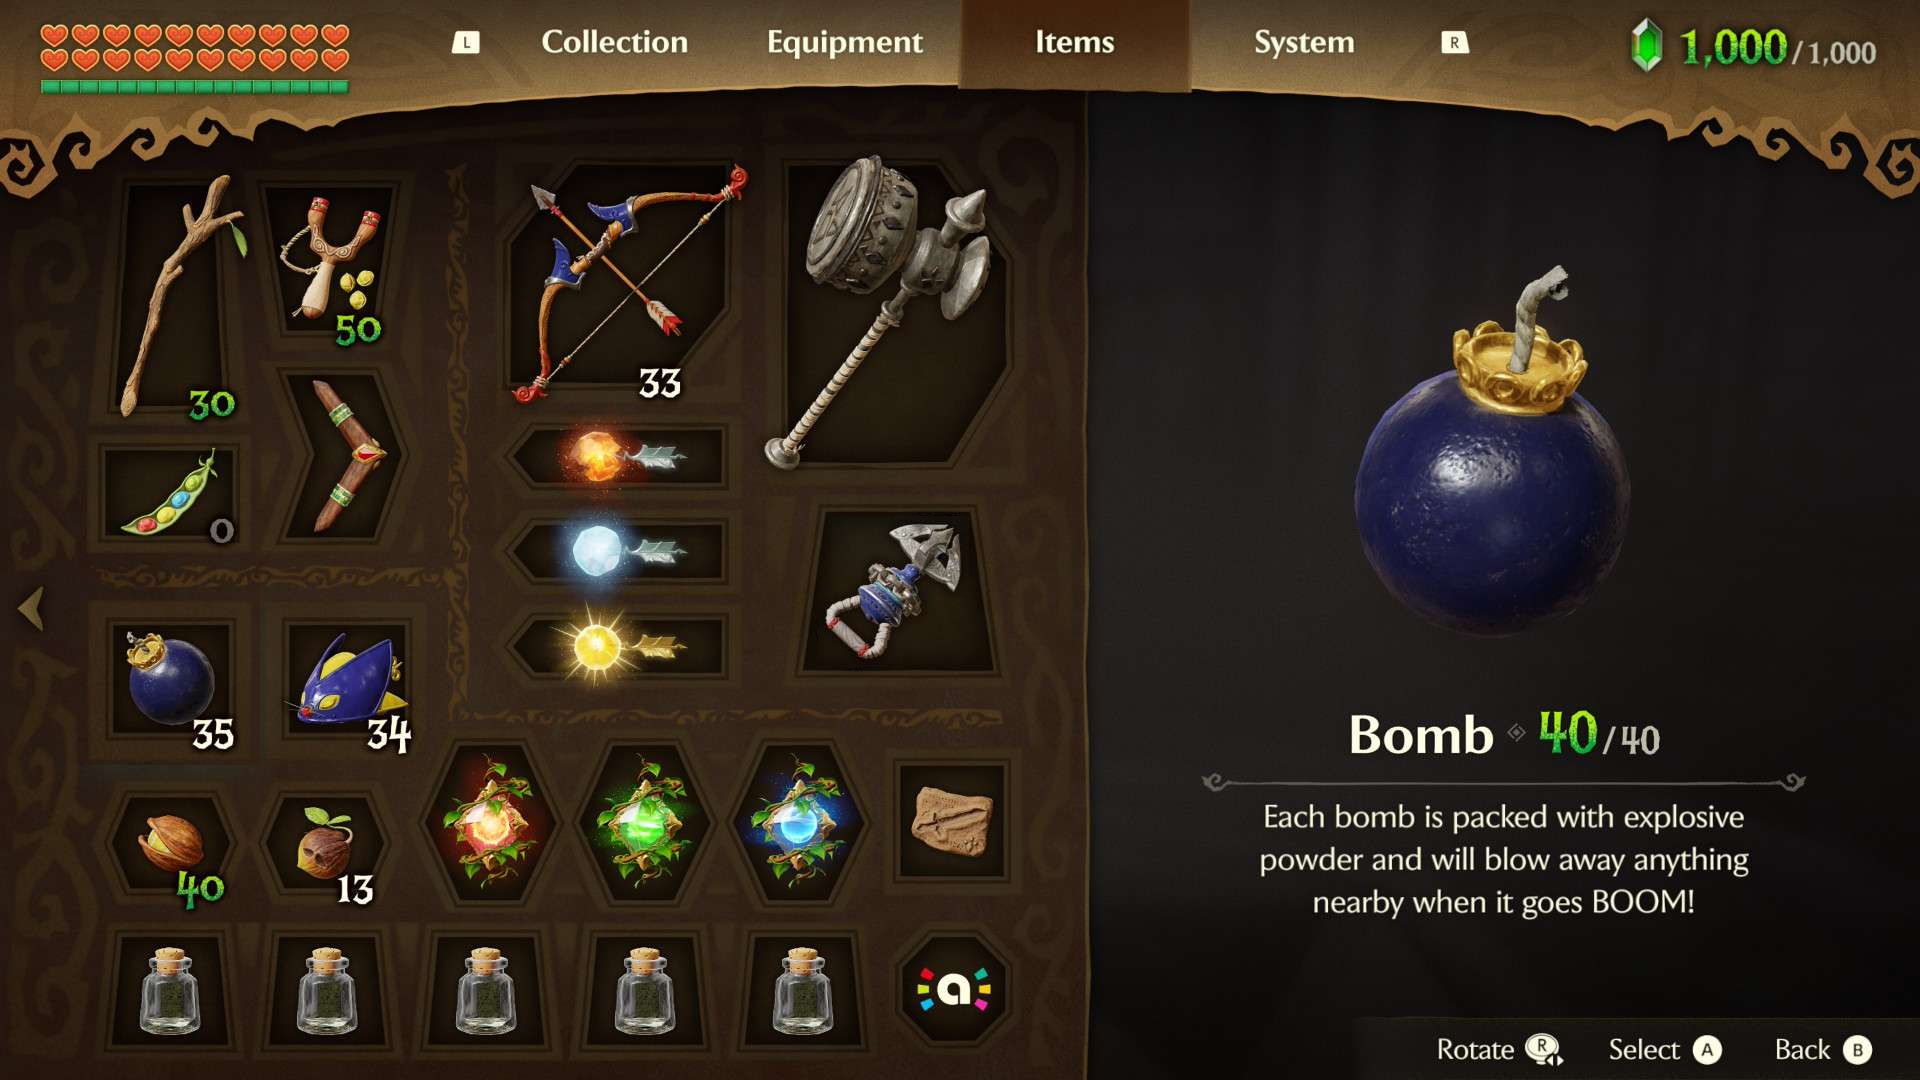 L
Collection
Equipment
Items
System
R
1,000/1,000
50
30
33
0
35
34
40
13
a
Bomb 40/40
Each bomb is packed with explosive
powder and will blow away anything
nearby when it goes BOOM!
Rotate R
Select A
Back B